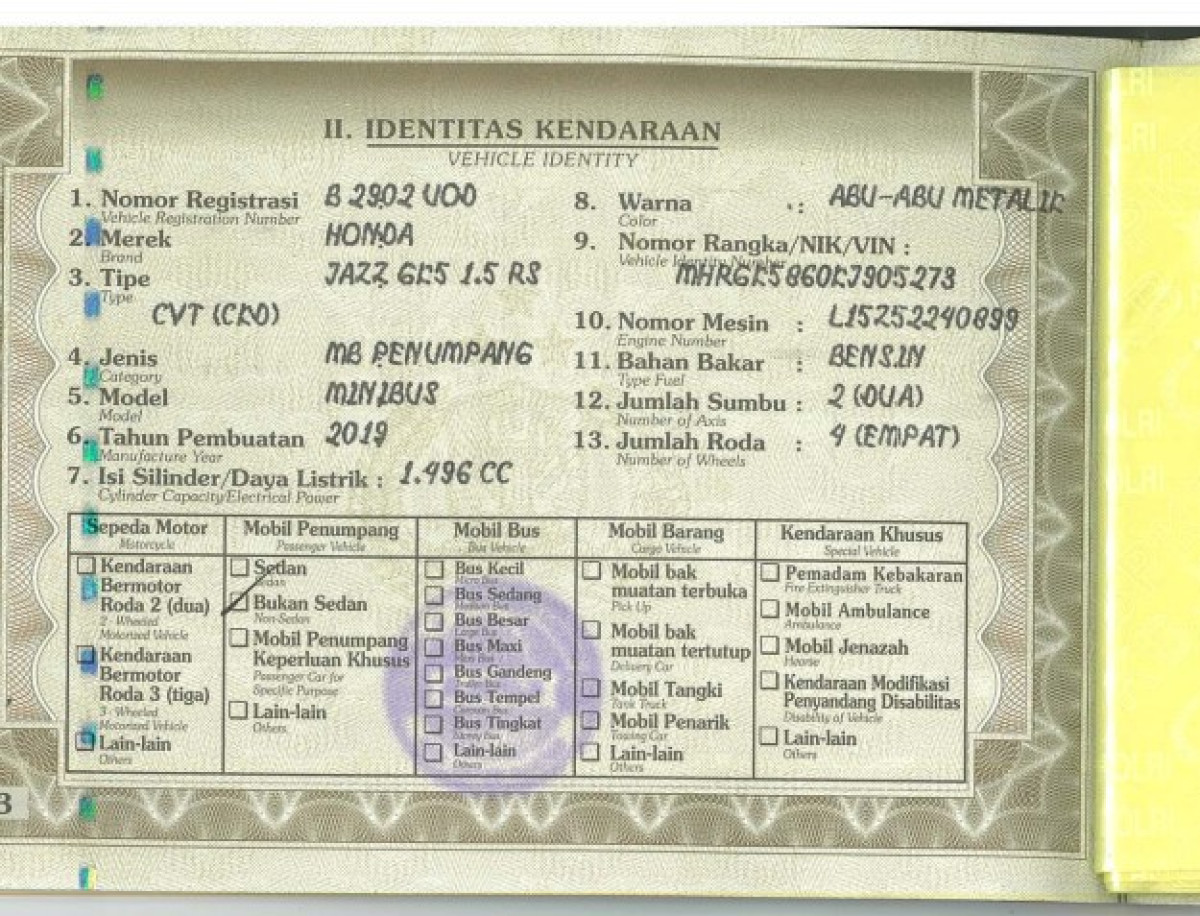 II. IDENTITAS KENDARAAN
VEHICLE IDENTITY
1. Nomor Registrasi B 2902 UOO
Vehicle Registration Number
2. Merek HONDA
Brand
3. Tipe JAZZ GK5 1.5 RS
Type
CVT (CKD)
4. Jenis MB PENUMPANG
Category
5. Model MINIBUS
Model
6. Tahun Pembuatan 2019
Manufacture Year
7. Isi Silinder/Daya Listrik : 1.496 CC
Cylinder Capacity/Electrical Power
8. Warna : ABU-ABU METALIK
Color
9. Nomor Rangka/NIK/VIN :
Vehicle Identity Number
MHRGK5860KJ905273
10. Nomor Mesin : L15Z52240899
Engine Number
11. Bahan Bakar : BENSIN
Type Fuel
12. Jumlah Sumbu : 2 (DUA)
Number of Axis
13. Jumlah Roda : 4 (EMPAT)
Number of Wheels
Sepeda Motor
Motorcycle
Kendaraan
Bermotor
Roda 2 (dua)
2 - Wheeled
Motorized Vehicle
Kendaraan
Bermotor
Roda 3 (tiga)
3 - Wheeled
Motorized Vehicle
Lain-lain
Others
Mobil Penumpang
Passenger Vehicle
Sedan
Sedan
Bukan Sedan
Non-Sedan
Mobil Penumpang
Keperluan Khusus
Passenger Car for
Specific Purpose
Lain-lain
Others
Mobil Bus
Bus Vehicle
Bus Kecil
Micro Bus
Bus Sedang
Medium Bus
Bus Besar
Large Bus
Bus Maxi
Maxi Bus
Bus Gandeng
Trailer Bus
Bus Tempel
Bus Tingkat
Lain-lain
Others
Mobil Barang
Cargo Vehicle
Mobil bak
muatan terbuka
Pick Up
Mobil bak
muatan tertutup
Delivery Car
Mobil Tangki
Tank Truck
Mobil Penarik
Towing Car
Lain-lain
Others
Kendaraan Khusus
Special Vehicle
Pemadam Kebakaran
Fire Extinguisher Truck
Mobil Ambulance
Ambulance
Mobil Jenazah
Hearse
Kendaraan Modifikasi
Penyandang Disabilitas
Disability of Vehicle
Lain-lain
Others
3